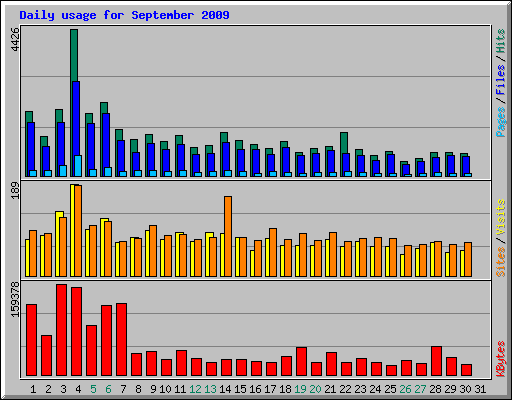 Daily usage for September 2009
4426
Pages / Files / Hits
189
Sites / Visits
159378
KBytes
1 2 3 4 5 6 7 8 9 10 11 12 13 14 15 16 17 18 19 20 21 22 23 24 25 26 27 28 29 30 31